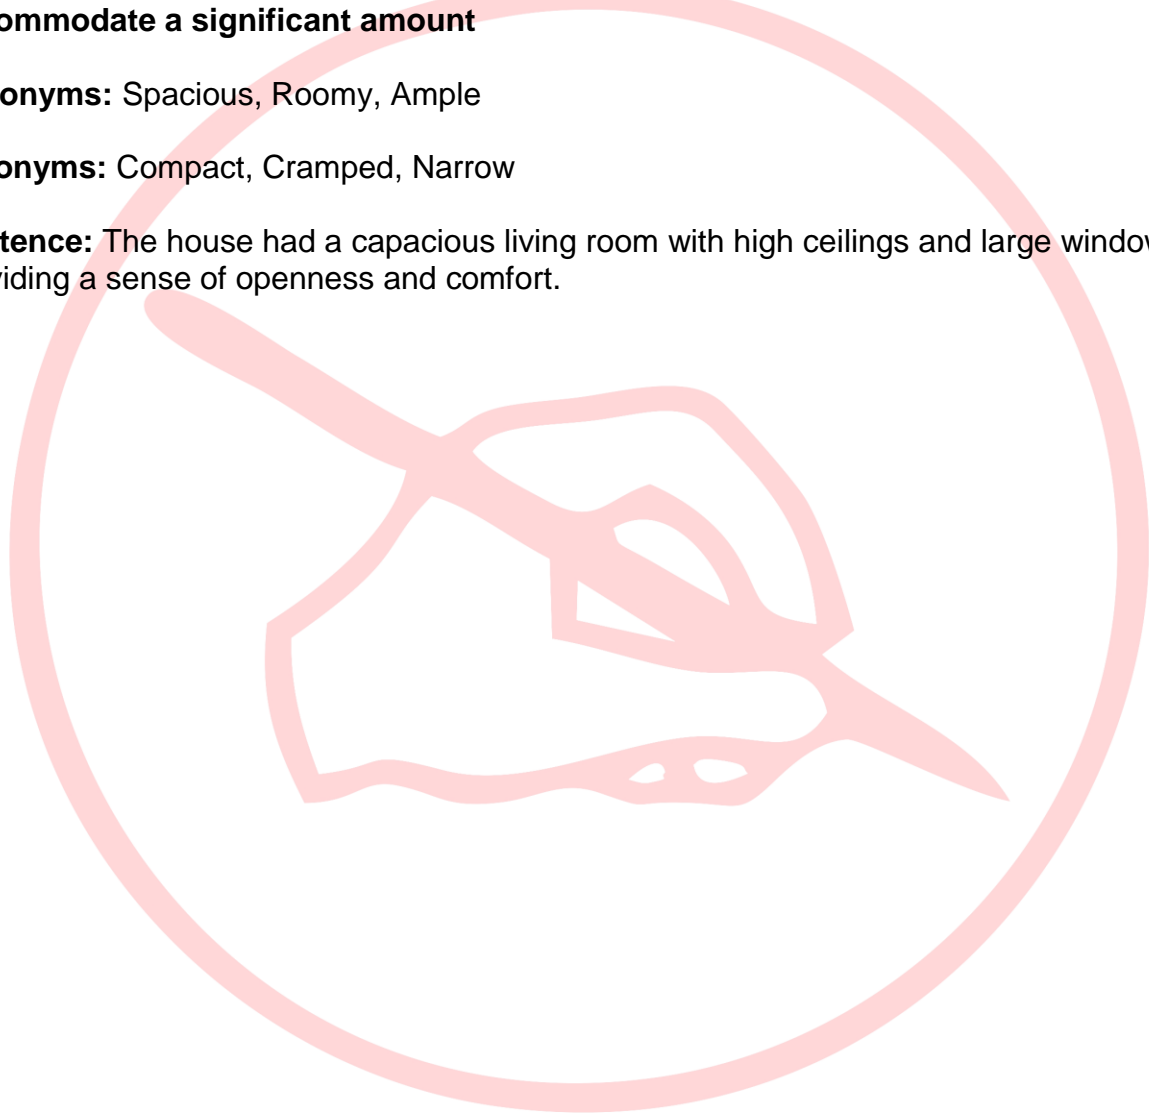 ommodate a significant amount
onyms: Spacious, Roomy, Ample
onyms: Compact, Cramped, Narrow
tence: The house had a capacious living room with high ceilings and large window
viding a sense of openness and comfort.